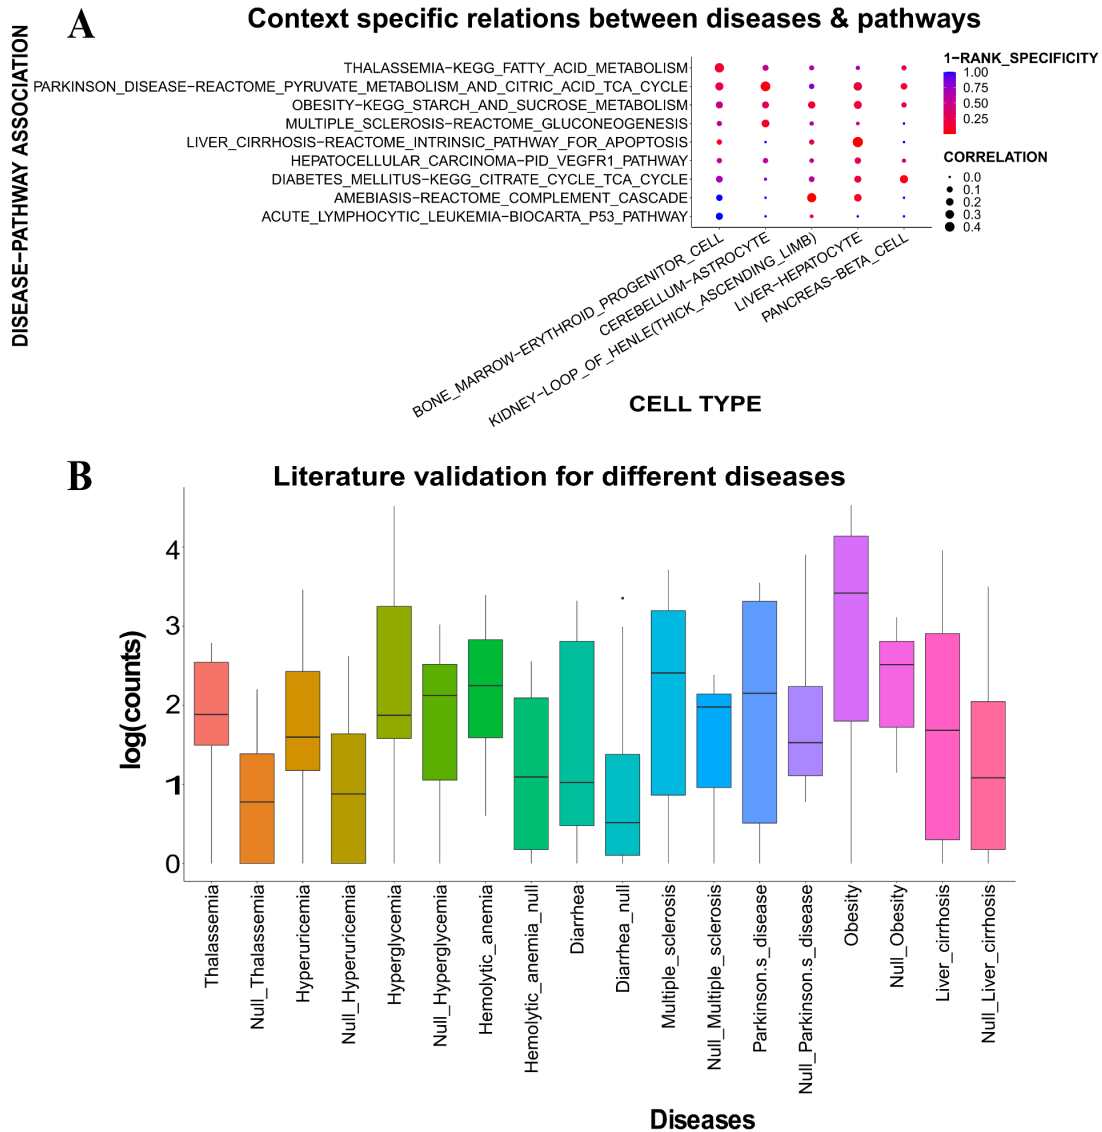 A
Context specific relations between diseases & pathways
DISEASE−PATHWAY ASSOCIATION
THALASSEMIA−KEGG_FATTY_ACID_METABOLISM
PARKINSON_DISEASE−REACTOME_PYRUVATE_METABOLISM_AND_CITRIC_ACID_TCA_CYCLE
OBESITY−KEGG_STARCH_AND_SUCROSE_METABOLISM
MULTIPLE_SCLEROSIS−REACTOME_GLUCONEOGENESIS
LIVER_CIRRHOSIS−REACTOME_INTRINSIC_PATHWAY_FOR_APOPTOSIS
HEPATOCELLULAR_CARCINOMA−PID_VEGFR1_PATHWAY
DIABETES_MELLITUS−KEGG_CITRATE_CYCLE_TCA_CYCLE
AMEBIASIS−REACTOME_COMPLEMENT_CASCADE
ACUTE_LYMPHOCYTIC_LEUKEMIA−BIOCARTA_P53_PATHWAY
BONE_MARROW−ERYTHROID_PROGENITOR_CELL
CEREBELLUM−ASTROCYTE
KIDNEY−LOOP_OF_HENLE(THICK_ASCENDING_LIMB)
LIVER−HEPATOCYTE
PANCREAS−BETA_CELL
CELL TYPE
1−RANK_SPECIFICITY
1.00
0.75
0.50
0.25
CORRELATION
0.0
0.1
0.2
0.3
0.4
B
Literature validation for different diseases
log(counts)
4
3
2
1
0
Thalassemia
Null_Thalassemia
Hyperuricemia
Null_Hyperuricemia
Hyperglycemia
Null_Hyperglycemia
Hemolytic_anemia
Hemolytic_anemia_null
Diarrhea
Diarrhea_null
Multiple_sclerosis
Null_Multiple_sclerosis
Parkinson.s_disease
Null_Parkinson.s_disease
Obesity
Null_Obesity
Liver_cirrhosis
Null_Liver_cirrhosis
Diseases